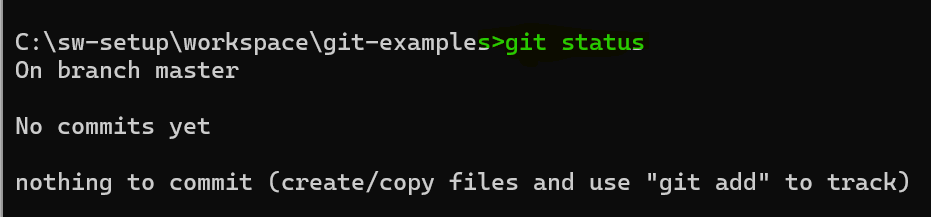 C:\sw-setup\workspace\git-examples>git status
On branch master
No commits yet
nothing to commit (create/copy files and use "git add" to track)